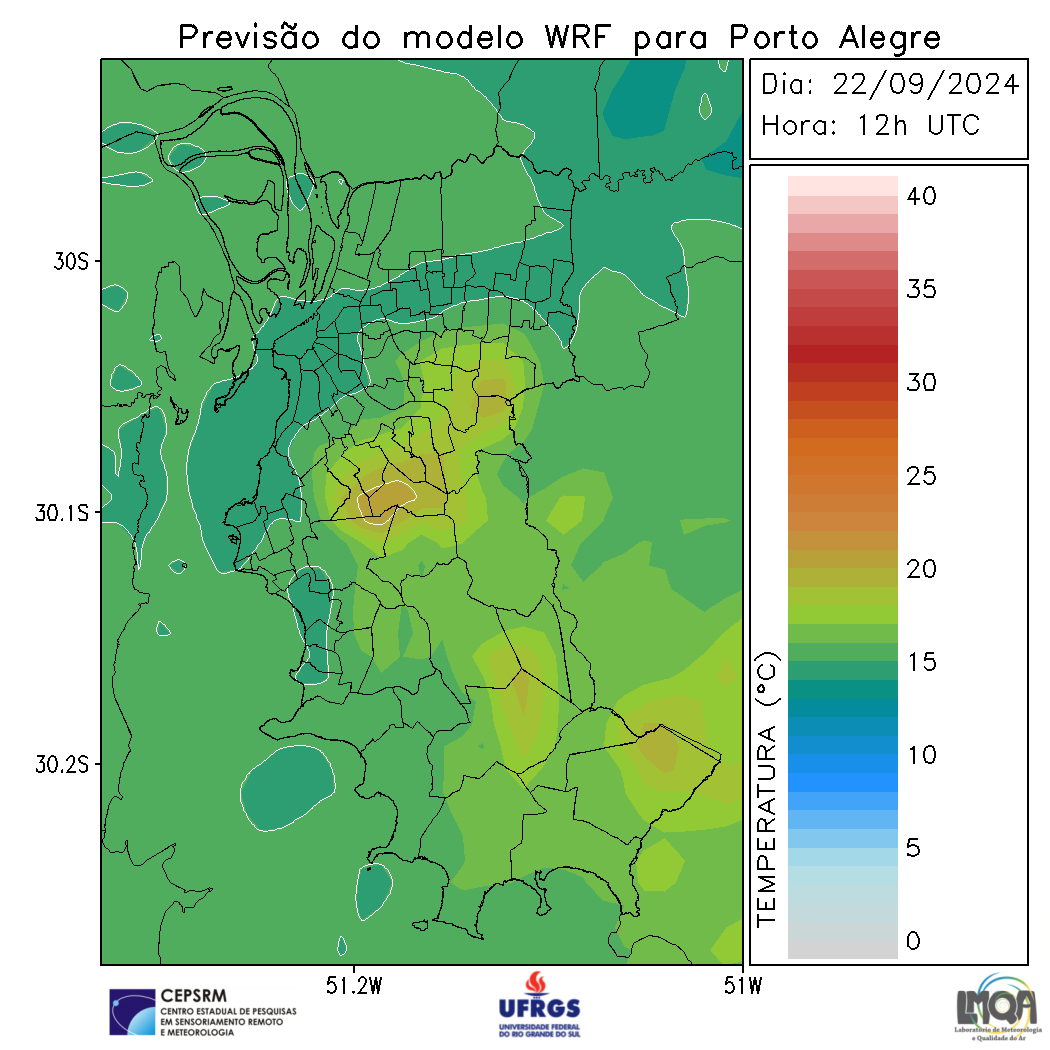 Previsão do modelo WRF para Porto Alegre
Dia: 22/09/2024
Hora: 12h UTC
40
35
30
25
20
15
10
5
0
TEMPERATURA (°C)
30S
30.1S
30.2S
51.2W
51W
CEPSRM
CENTRO ESTADUAL DE PESQUISAS
EM SENSORIAMENTO REMOTO
E METEOROLOGIA
UFRGS
UNIVERSIDADE FEDERAL
DO RIO GRANDE DO SUL
LMQA
Laboratório de Meteorologia
e Qualidade do Ar